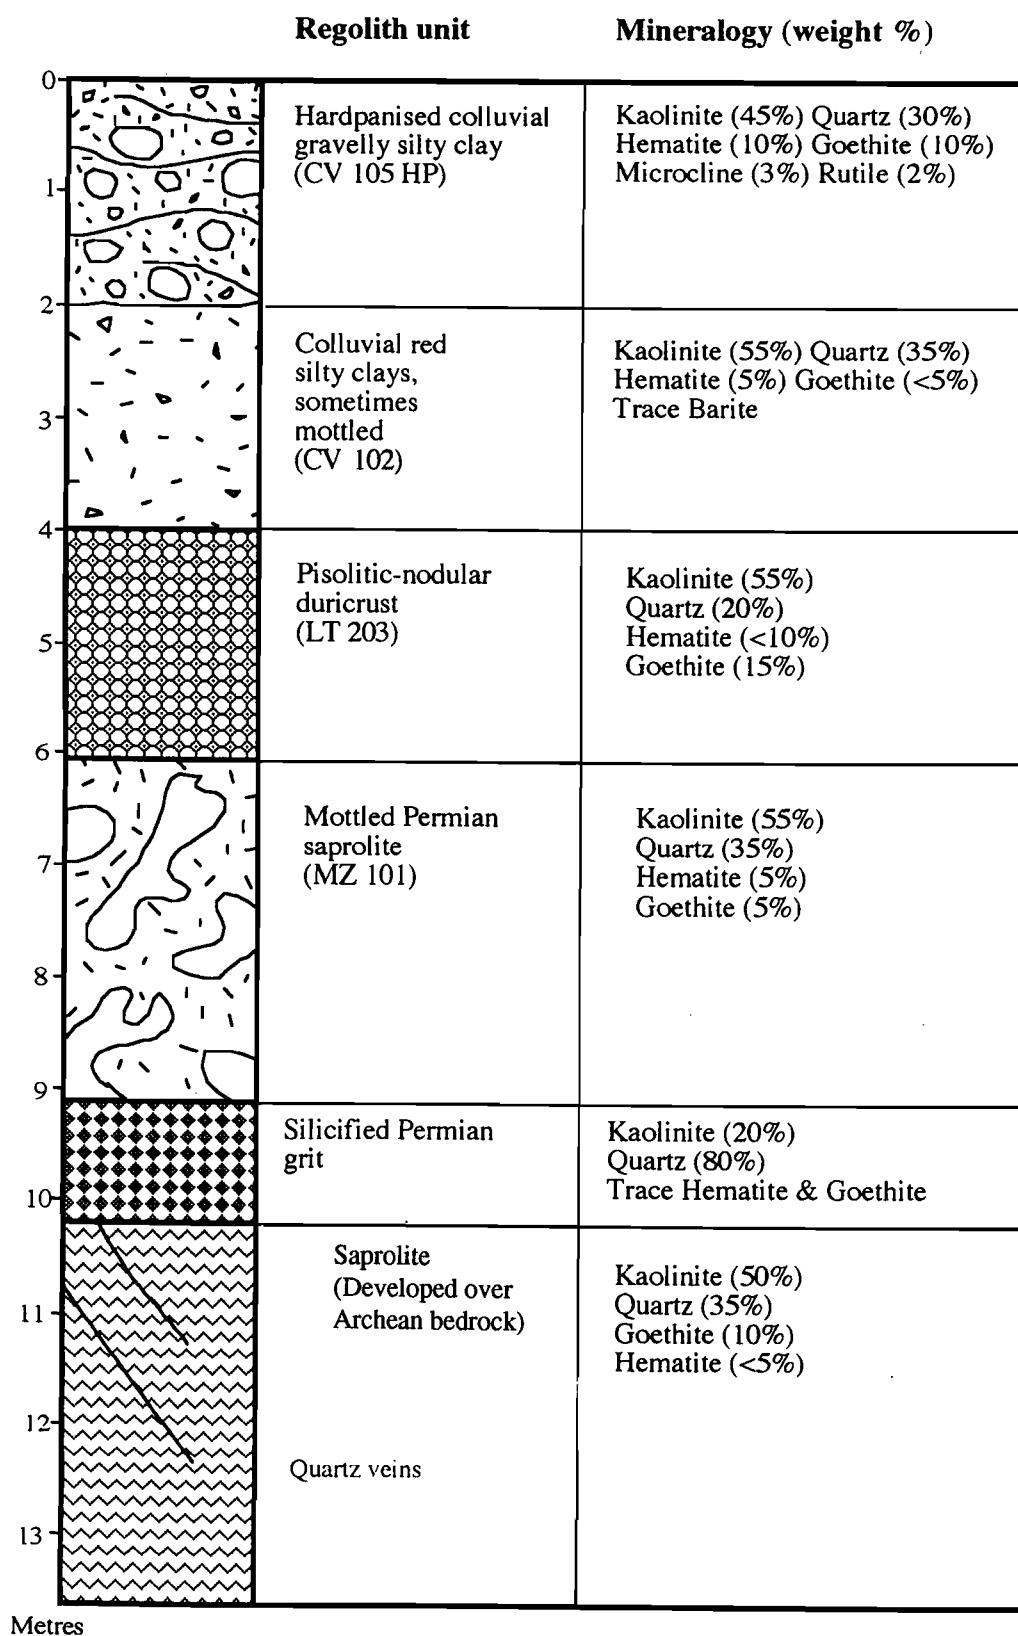 Regolith unit
Mineralogy (weight %)
0
Hardpanised colluvial
gravelly silty clay
(CV 105 HP)
Kaolinite (45%) Quartz (30%)
Hematite (10%) Goethite (10%)
Microcline (3%) Rutile (2%)
1
2
Colluvial red
silty clays,
sometimes
mottled
(CV 102)
Kaolinite (55%) Quartz (35%)
Hematite (5%) Goethite (<5%)
Trace Barite
3
4
Pisolitic-nodular
duricrust
(LT 203)
Kaolinite (55%)
Quartz (20%)
Hematite (<10%)
Goethite (15%)
5
6
Mottled Permian
saprolite
(MZ 101)
Kaolinite (55%)
Quartz (35%)
Hematite (5%)
Goethite (5%)
7
8
9
Silicified Permian
grit
Kaolinite (20%)
Quartz (80%)
Trace Hematite & Goethite
10
Saprolite
(Developed over
Archean bedrock)
Kaolinite (50%)
Quartz (35%)
Goethite (10%)
Hematite (<5%)
11
12
Quartz veins
13
Metres